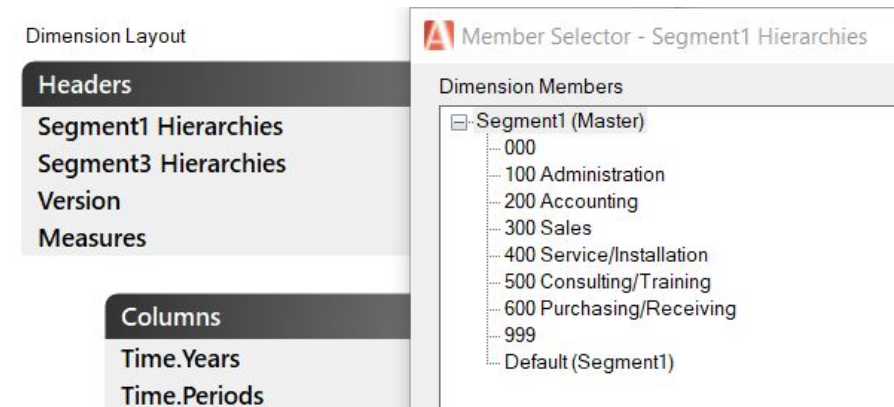 Dimension Layout
Headers
Segment1 Hierarchies
Segment3 Hierarchies
Version
Measures
Columns
Time.Years
Time.Periods
Member Selector - Segment1 Hierarchies
Dimension Members
Segment1 (Master)
000
100 Administration
200 Accounting
300 Sales
400 Service/Installation
500 Consulting/Training
600 Purchasing/Receiving
999
Default (Segment1)